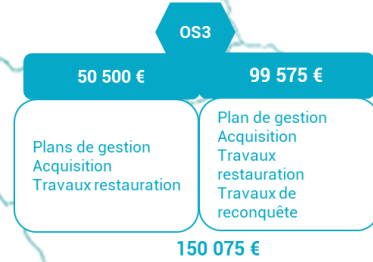 OS3
50 500 €
99 575 €
Plans de gestion
Acquisition
Travaux restauration
Plan de gestion
Acquisition
Travaux
restauration
Travaux de
reconquête
150 075 €